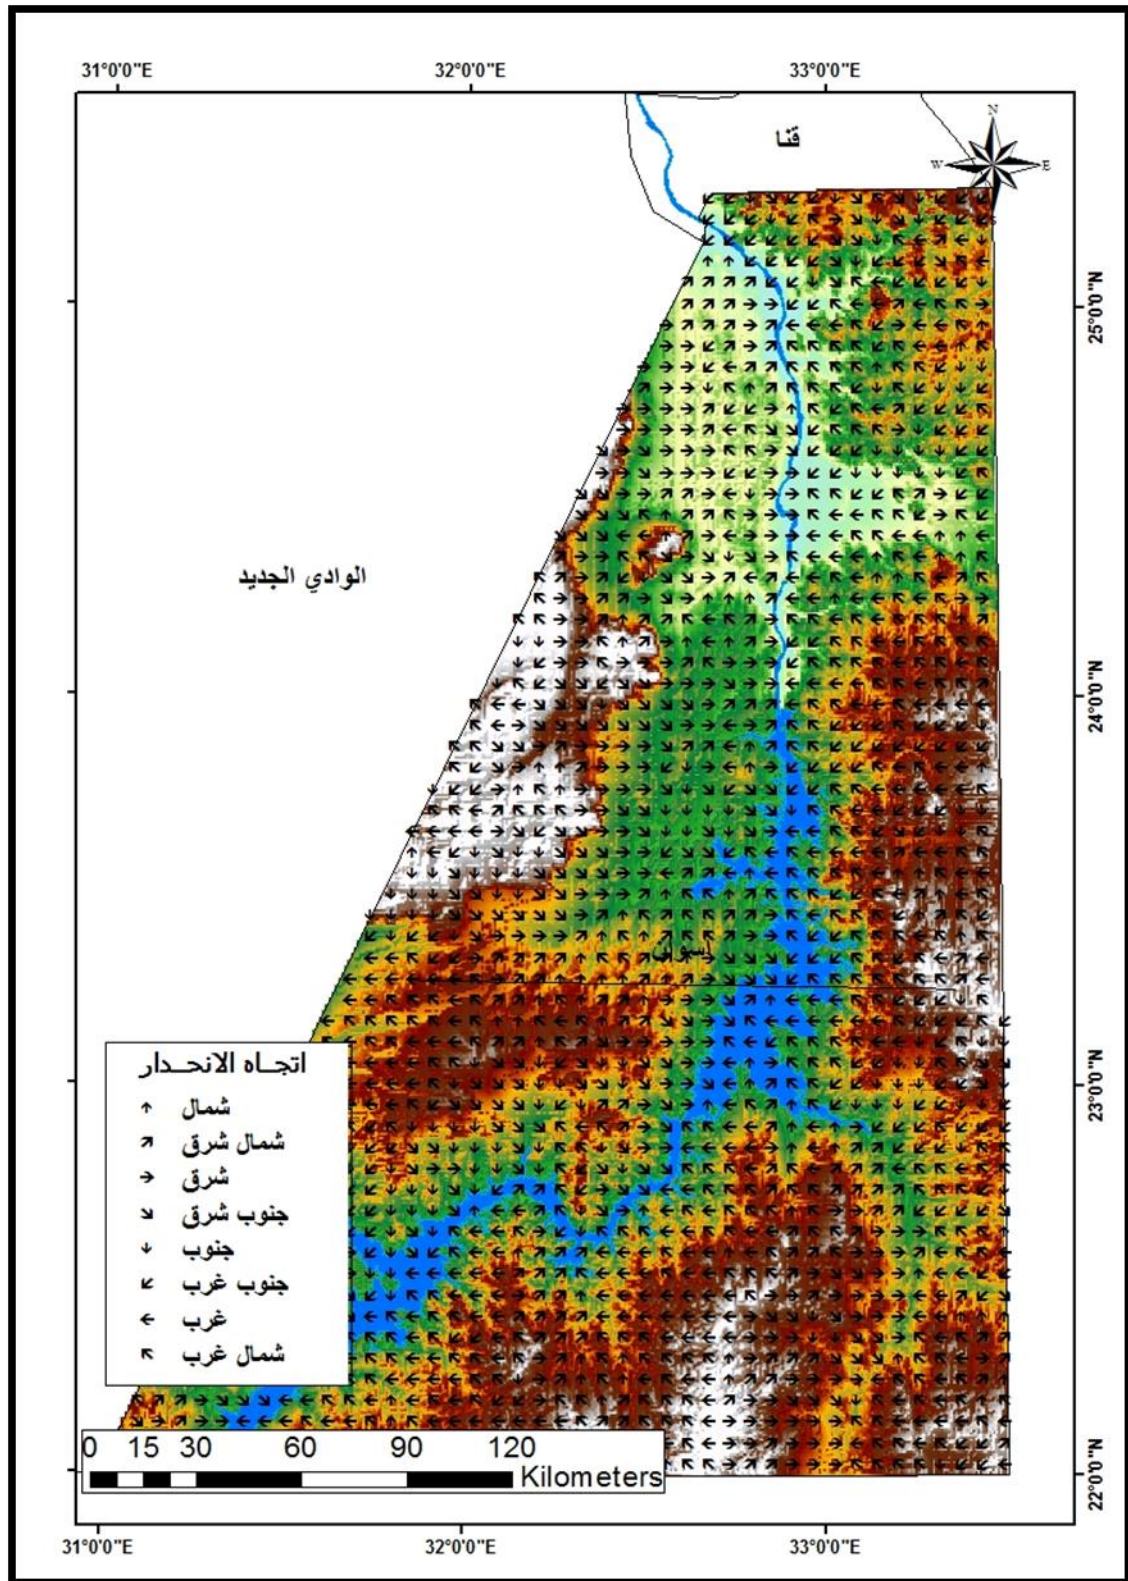 31°0'0"E 32°0'0"E 33°0'0"E
N
قنا
W E
S
25°0'0"N
الوادي الجديد
24°0'0"N
اسوان
23°0'0"N
اتجـاه الانحـدار
شمال
شمال شرق
شرق
جنوب شرق
جنوب
جنوب غرب
غرب
شمال غرب
0 15 30 60 90 120
Kilometers
22°0'0"N
31°0'0"E 32°0'0"E 33°0'0"E